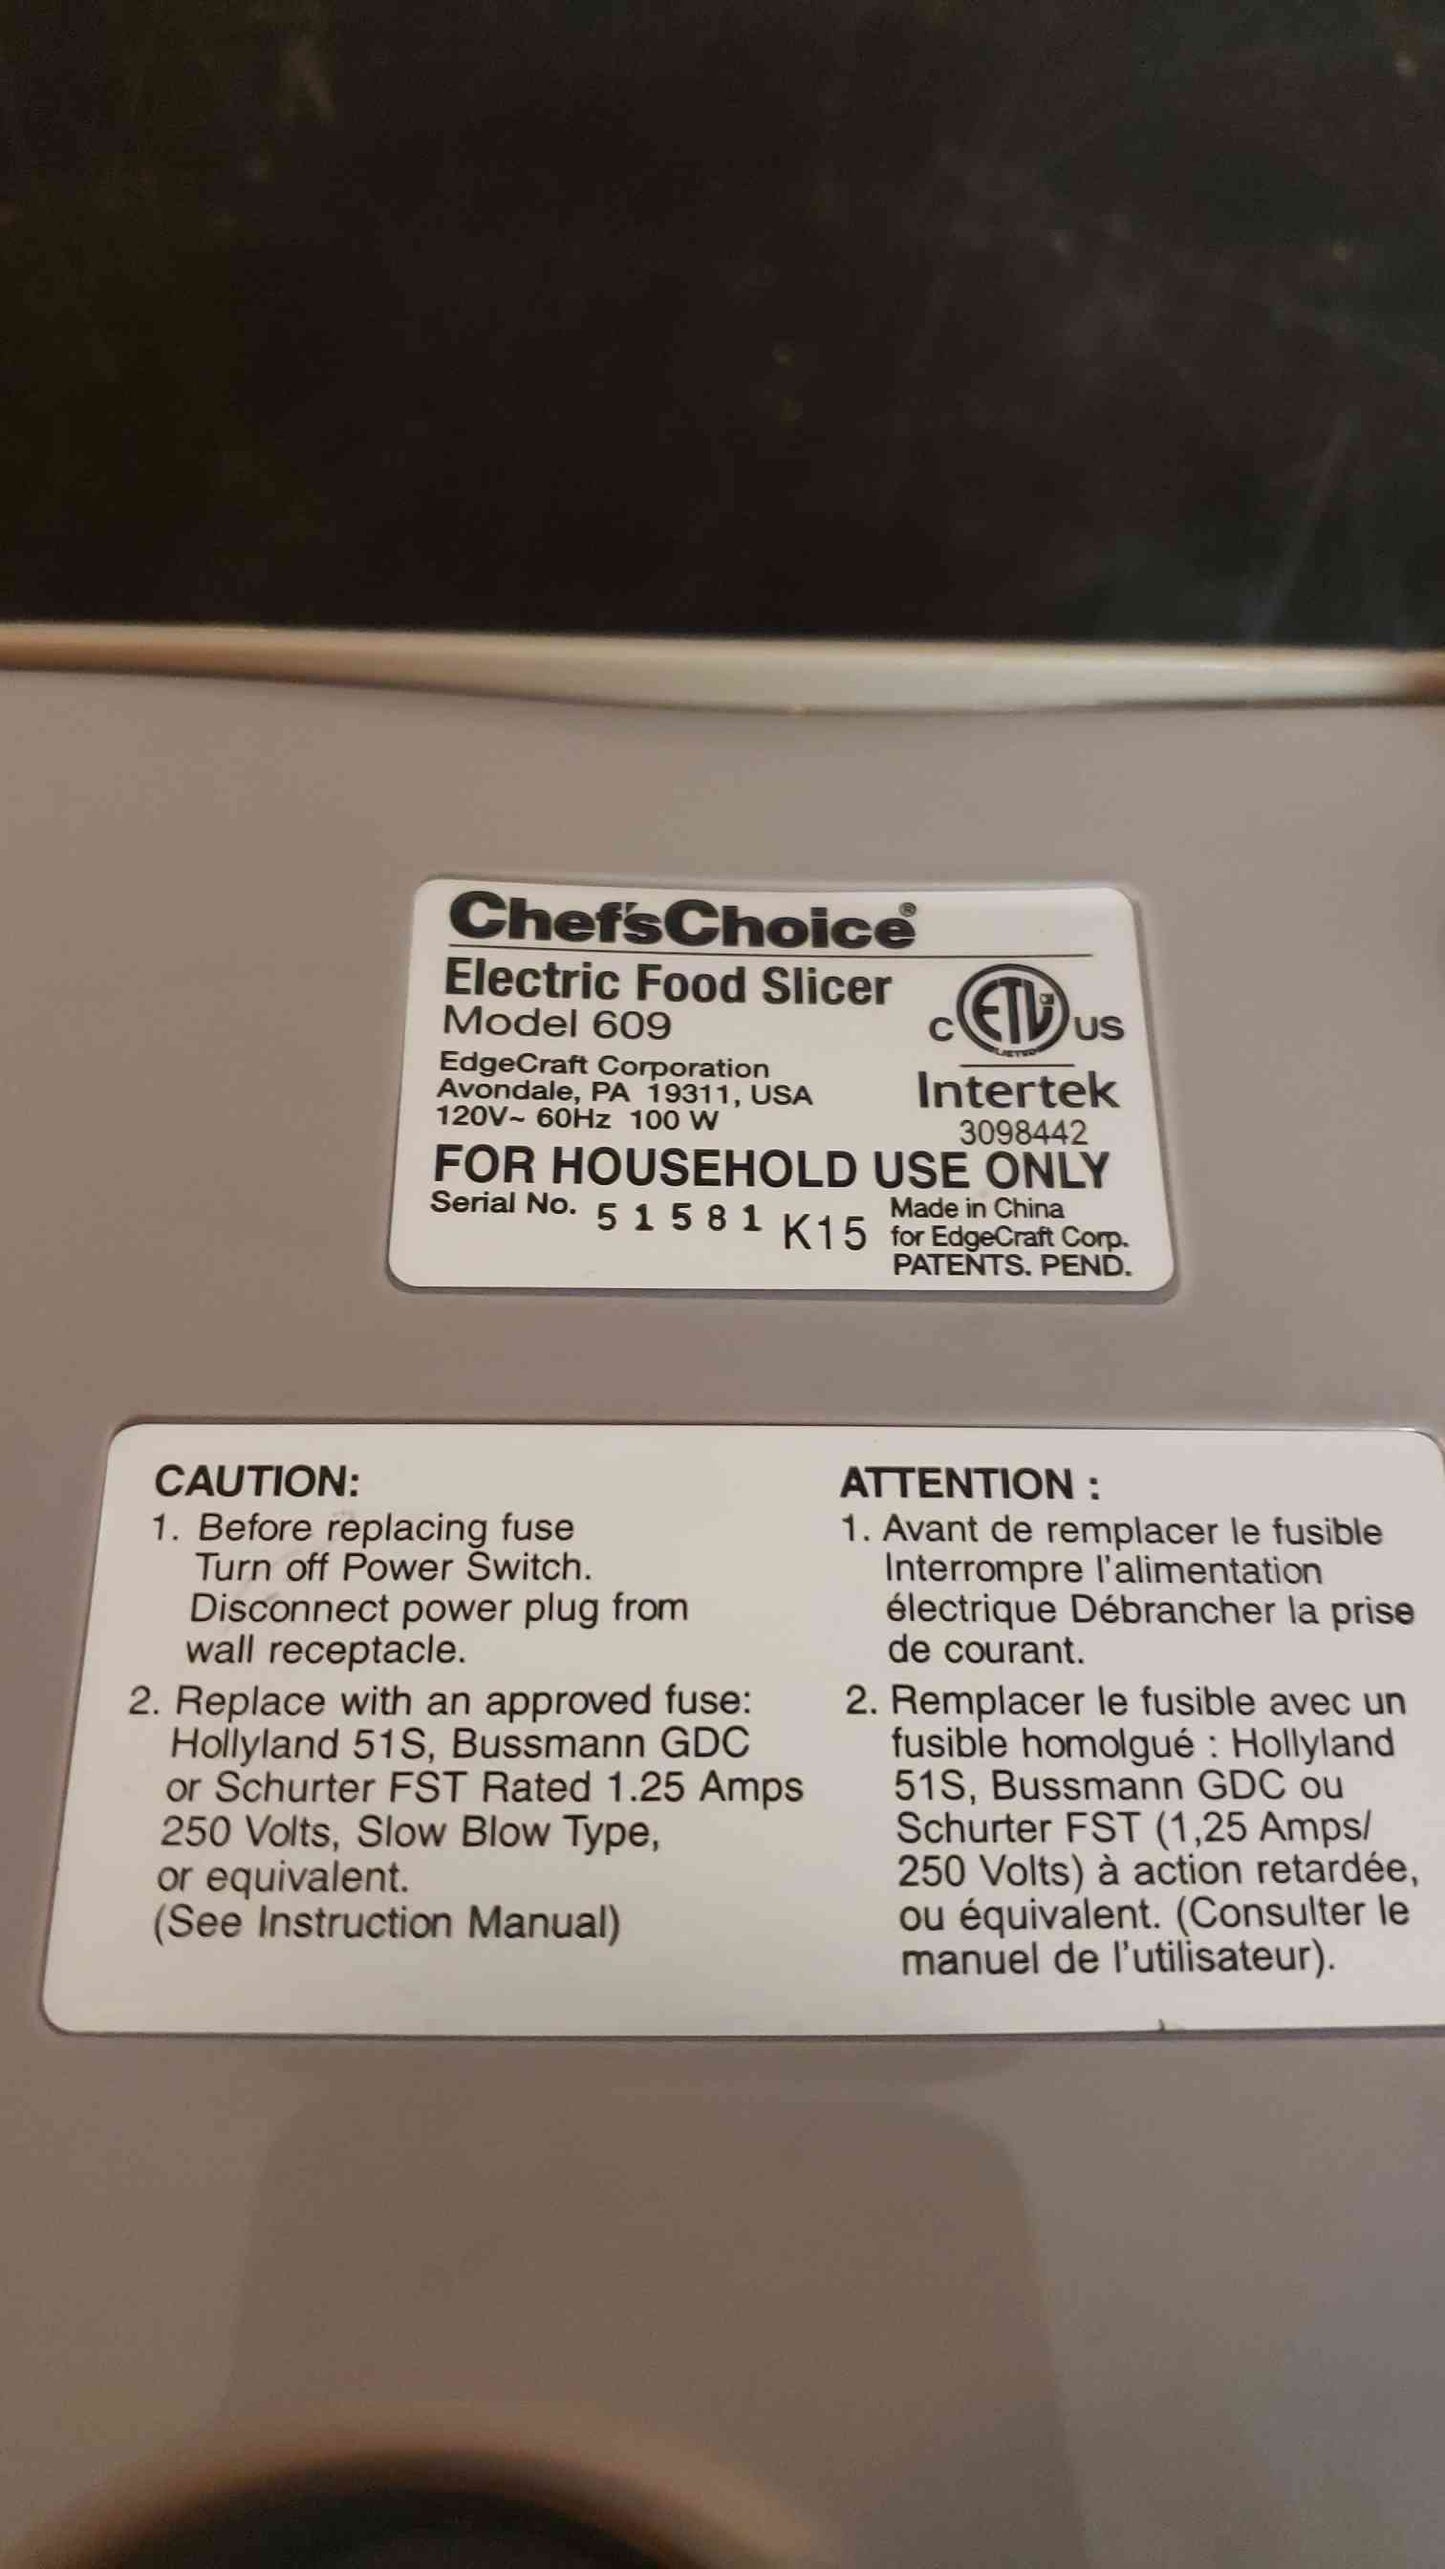 Chef'sChoice®
Electric Food Slicer
Model 609
EdgeCraft Corporation
Avondale, PA 19311, USA
120V~ 60Hz 100 W
C ETL US
LISTED
Intertek
3098442
FOR HOUSEHOLD USE ONLY
Serial No. 51581 K15
Made in China
for EdgeCraft Corp.
PATENTS. PEND.
CAUTION:
1. Before replacing fuse
Turn off Power Switch.
Disconnect power plug from
wall receptacle.
2. Replace with an approved fuse:
Hollyland 51S, Bussmann GDC
or Schurter FST Rated 1.25 Amps
250 Volts, Slow Blow Type,
or equivalent.
(See Instruction Manual)
ATTENTION :
1. Avant de remplacer le fusible
Interrompre l'alimentation
électrique Débrancher la prise
de courant.
2. Remplacer le fusible avec un
fusible homolgué : Hollyland
51S, Bussmann GDC ou
Schurter FST (1,25 Amps/
250 Volts) à action retardée,
ou équivalent. (Consulter le
manuel de l'utilisateur).